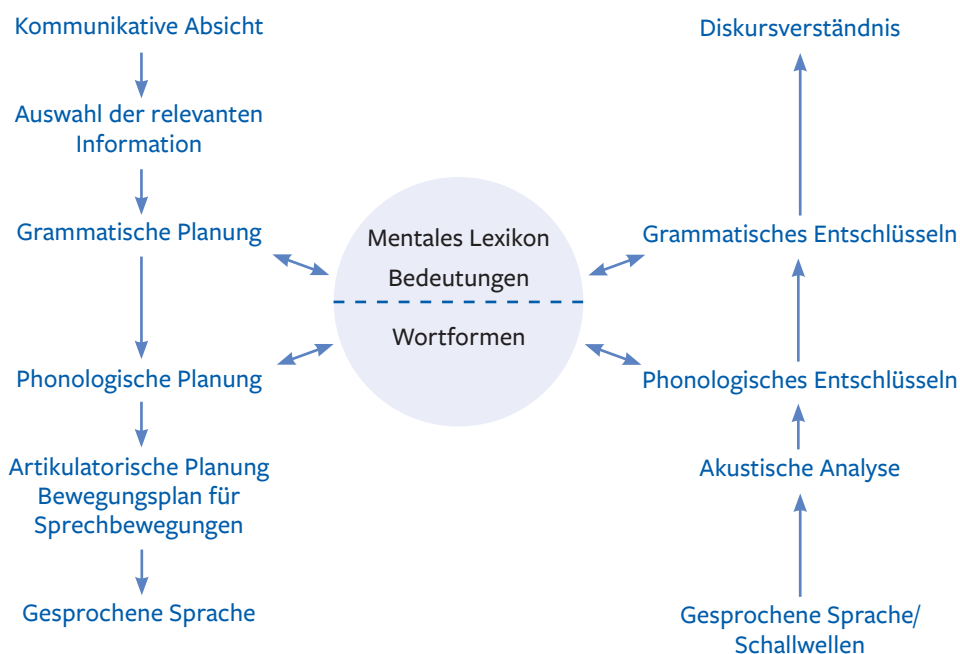 Kommunikative Absicht
Auswahl der relevanten
Information
Grammatische Planung
Phonologische Planung
Artikulatorische Planung
Bewegungsplan für
Sprechbewegungen
Gesprochene Sprache
Mentales Lexikon
Bedeutungen
Wortformen
Diskursverständnis
Grammatisches Entschlüsseln
Phonologisches Entschlüsseln
Akustische Analyse
Gesprochene Sprache/
Schallwellen